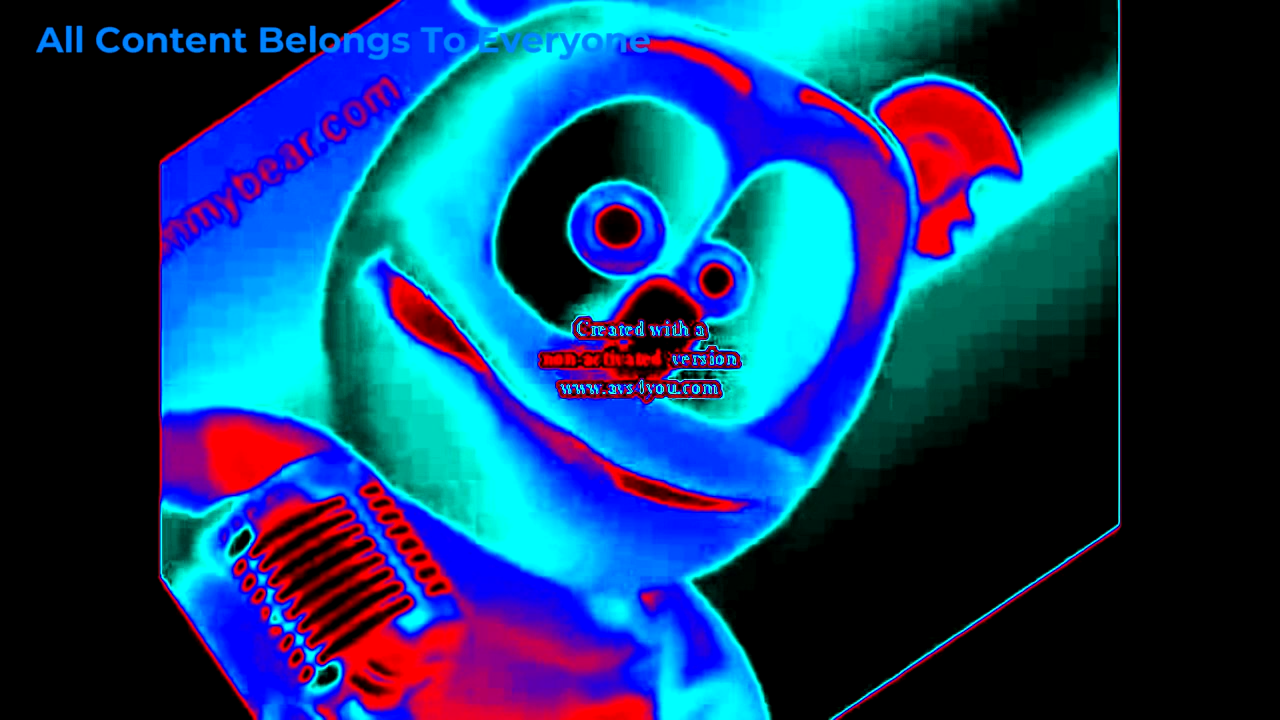 All Content Belongs To Everyone
mmybear.com
Created with a
non-activated version
www.avs4you.com